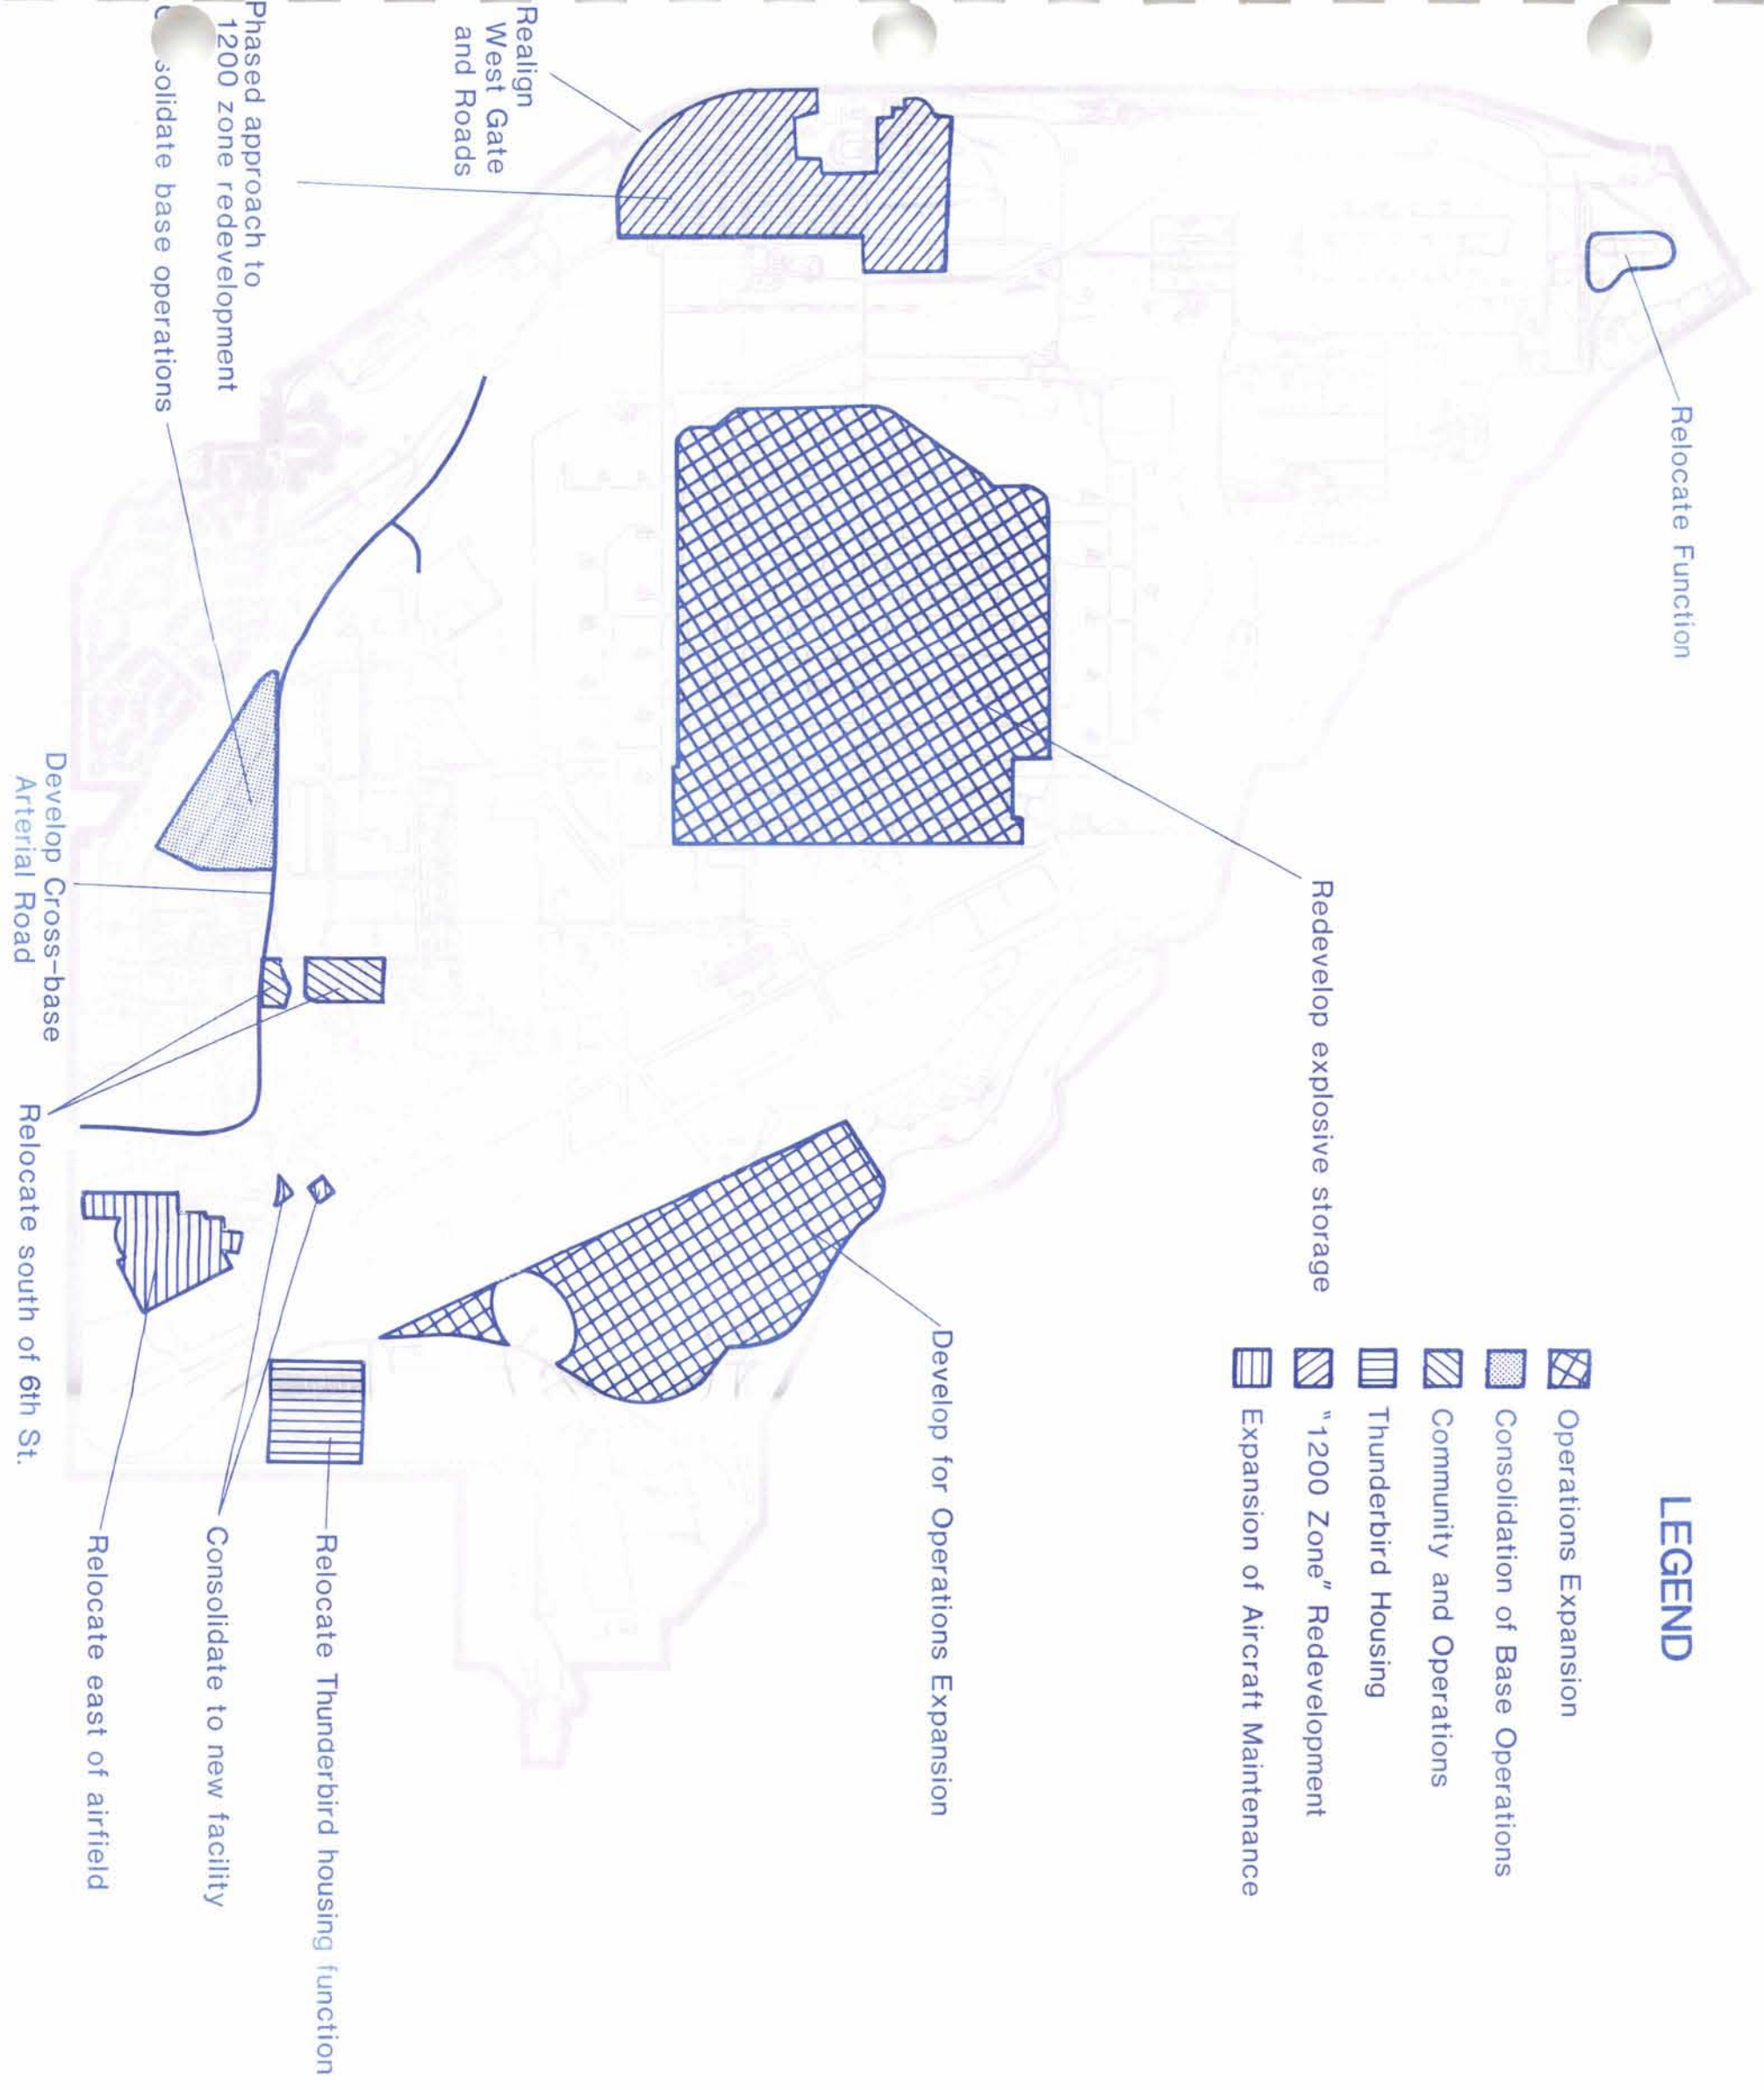 LEGEND
Operations Expansion
Consolidation of Base Operations
Community and Operations
Thunderbird Housing
"1200 Zone" Redevelopment
Expansion of Aircraft Maintenance
Relocate Function
Redevelop explosive storage
Develop for Operations Expansion
Realign
West Gate
and Roads
Phased approach to
1200 zone redevelopment
solidate base operations
Develop Cross-base
Arterial Road
Relocate south of 6th St.
Relocate Thunderbird housing function
Consolidate to new facility
Relocate east of airfield